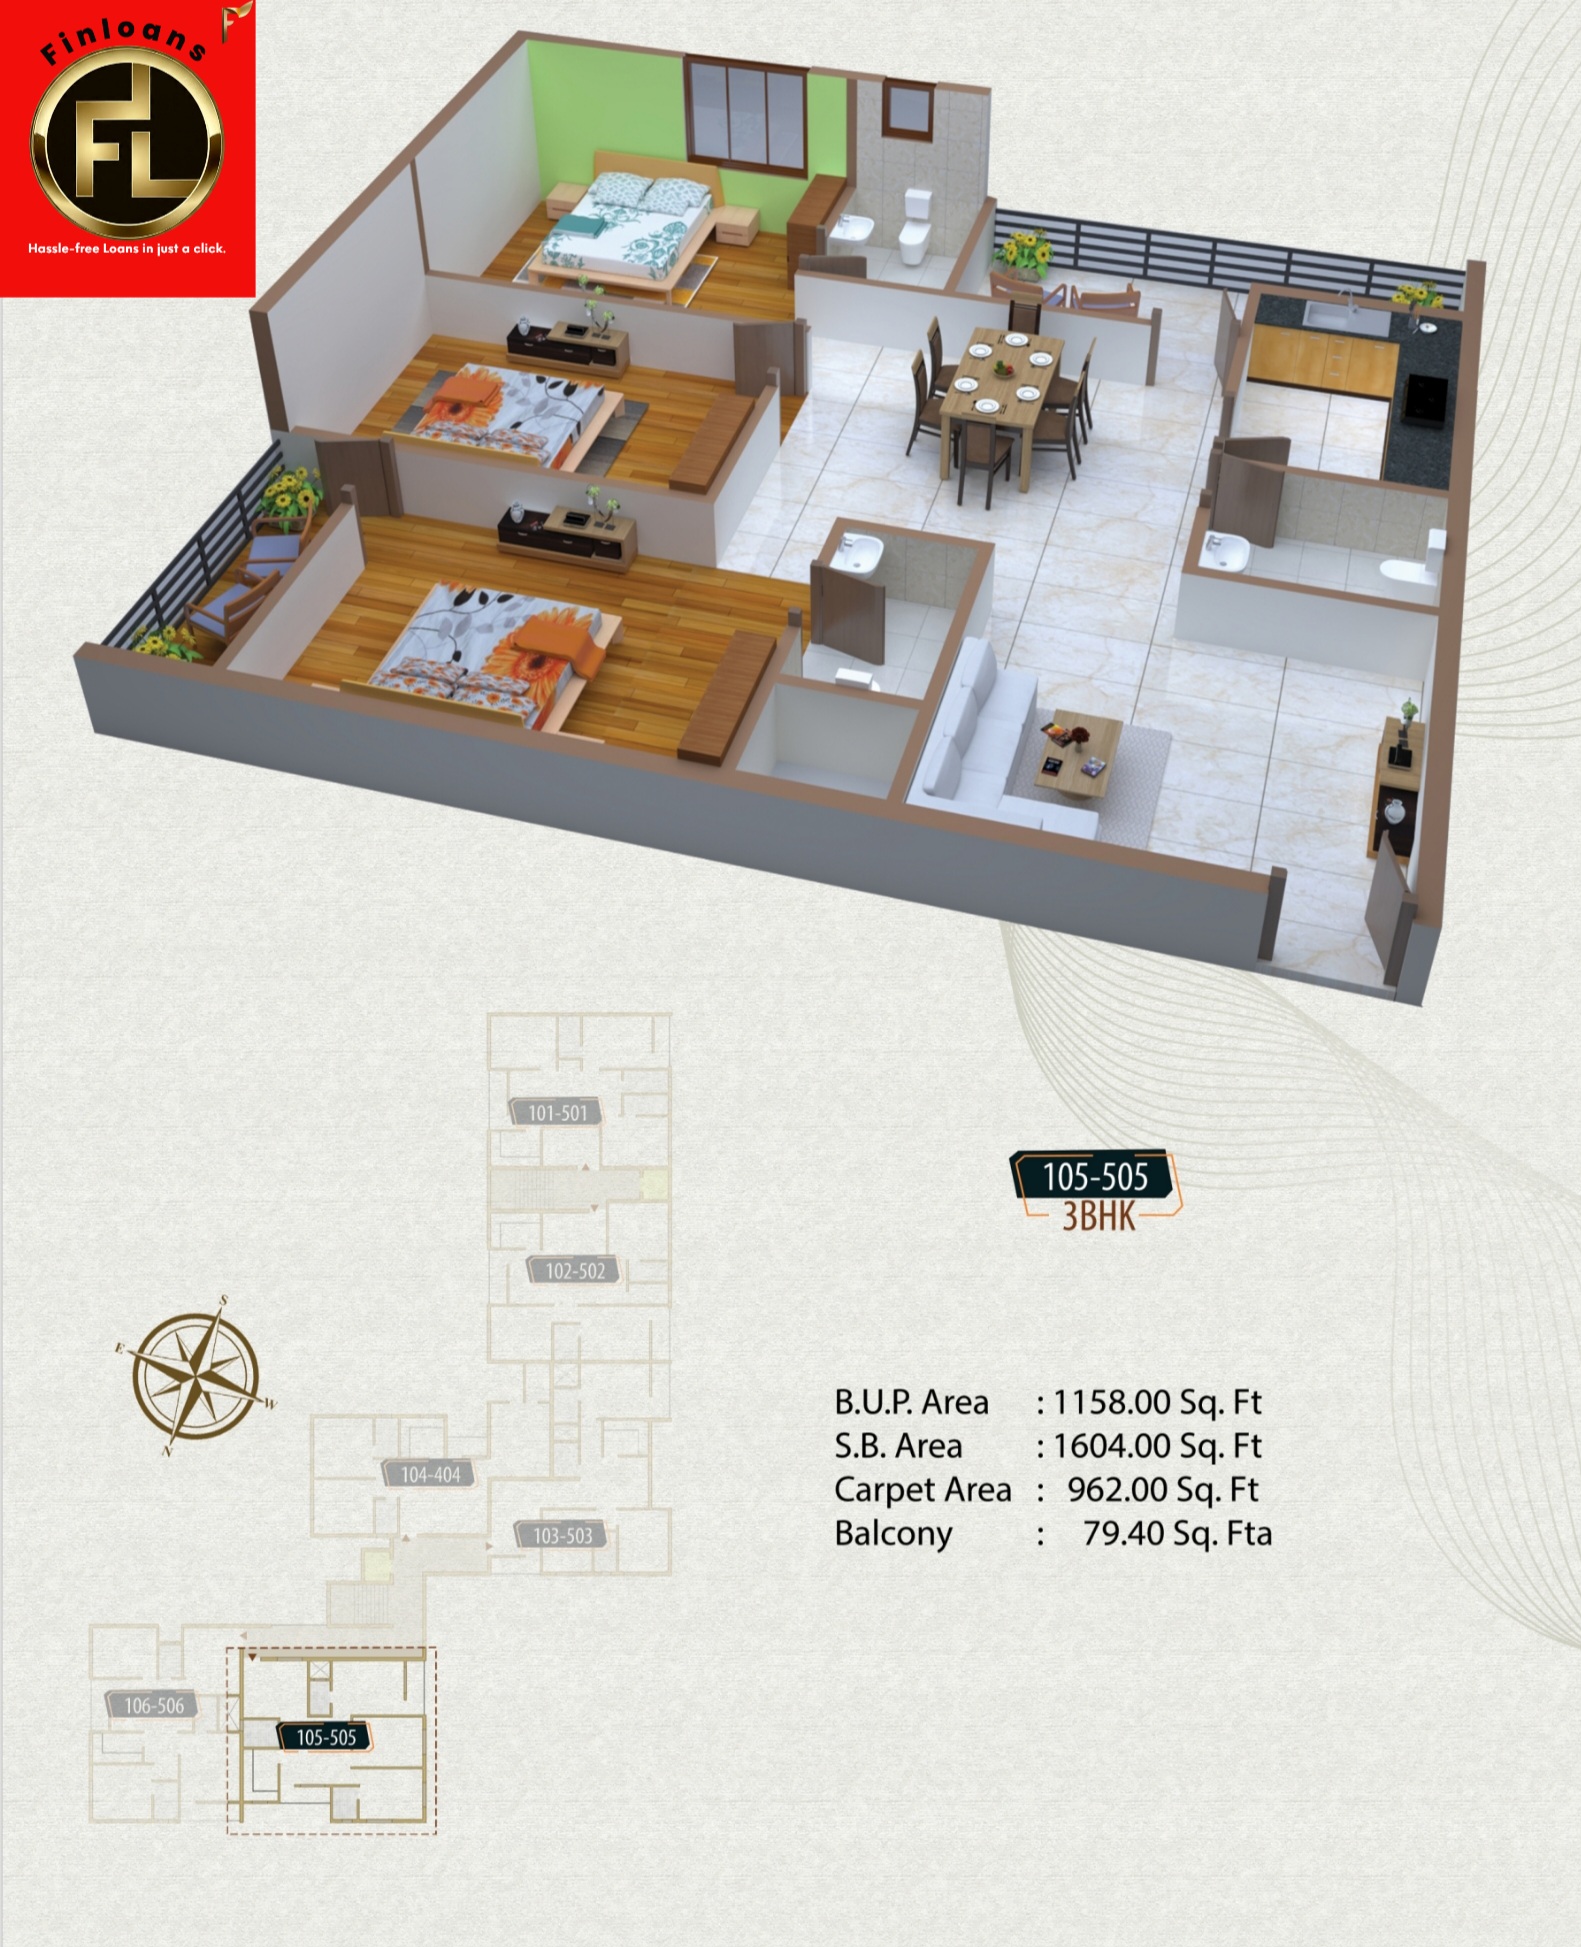 Finloans
F
FL
Hassle-free Loans in just a click.
101-501
102-502
105-505
3BHK
S
E
W
N
B.U.P. Area : 1158.00 Sq. Ft
S.B. Area : 1604.00 Sq. Ft
Carpet Area : 962.00 Sq. Ft
Balcony : 79.40 Sq. Fta
104-404
103-503
106-506
105-505